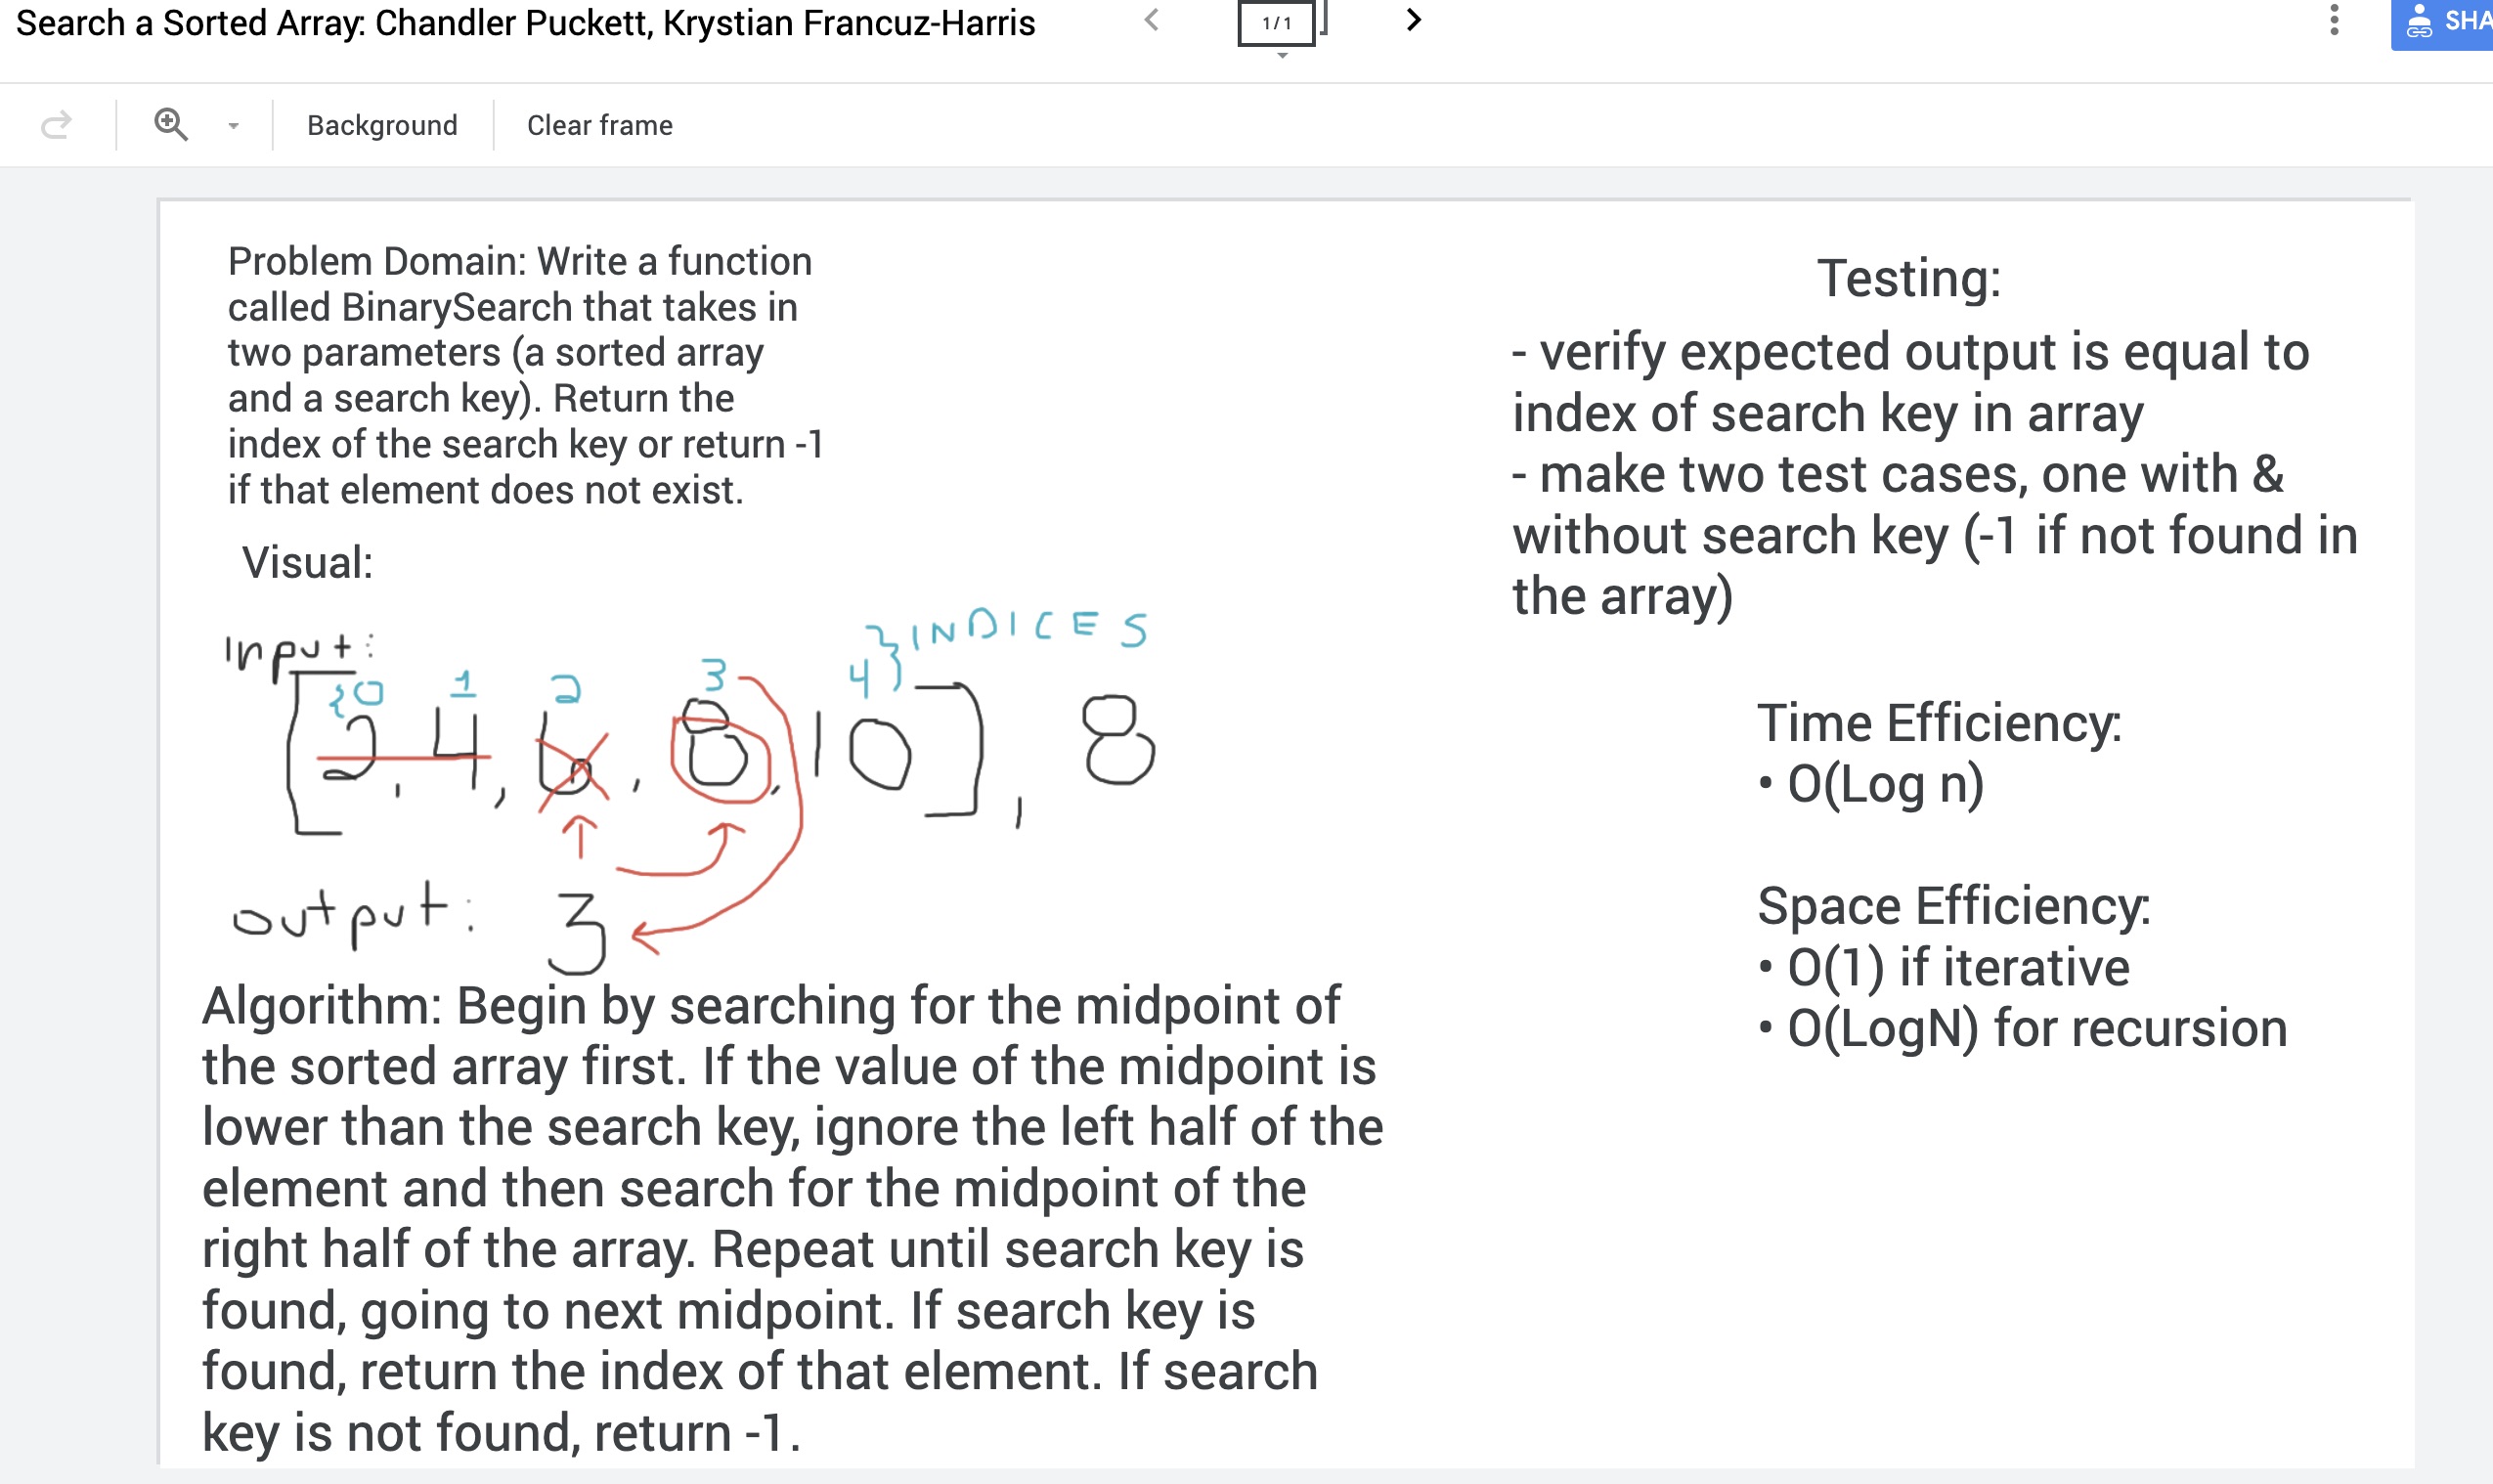 Search a Sorted Array: Chandler Puckett, Krystian Francuz-Harris
1/1
SHA
Background
Clear frame
Problem Domain: Write a function
called BinarySearch that takes in
two parameters (a sorted array
and a search key). Return the
index of the search key or return -1
if that element does not exist.
Visual:
Input:
{0 1 2 3 4} }INDICES
[2, 4, 6, 8, 10], 8
output: 3
Algorithm: Begin by searching for the midpoint of
the sorted array first. If the value of the midpoint is
lower than the search key, ignore the left half of the
element and then search for the midpoint of the
right half of the array. Repeat until search key is
found, going to next midpoint. If search key is
found, return the index of that element. If search
key is not found, return -1.
Testing:
- verify expected output is equal to
index of search key in array
- make two test cases, one with &
without search key (-1 if not found in
the array)
Time Efficiency:
• O(Log n)
Space Efficiency:
• O(1) if iterative
• O(LogN) for recursion